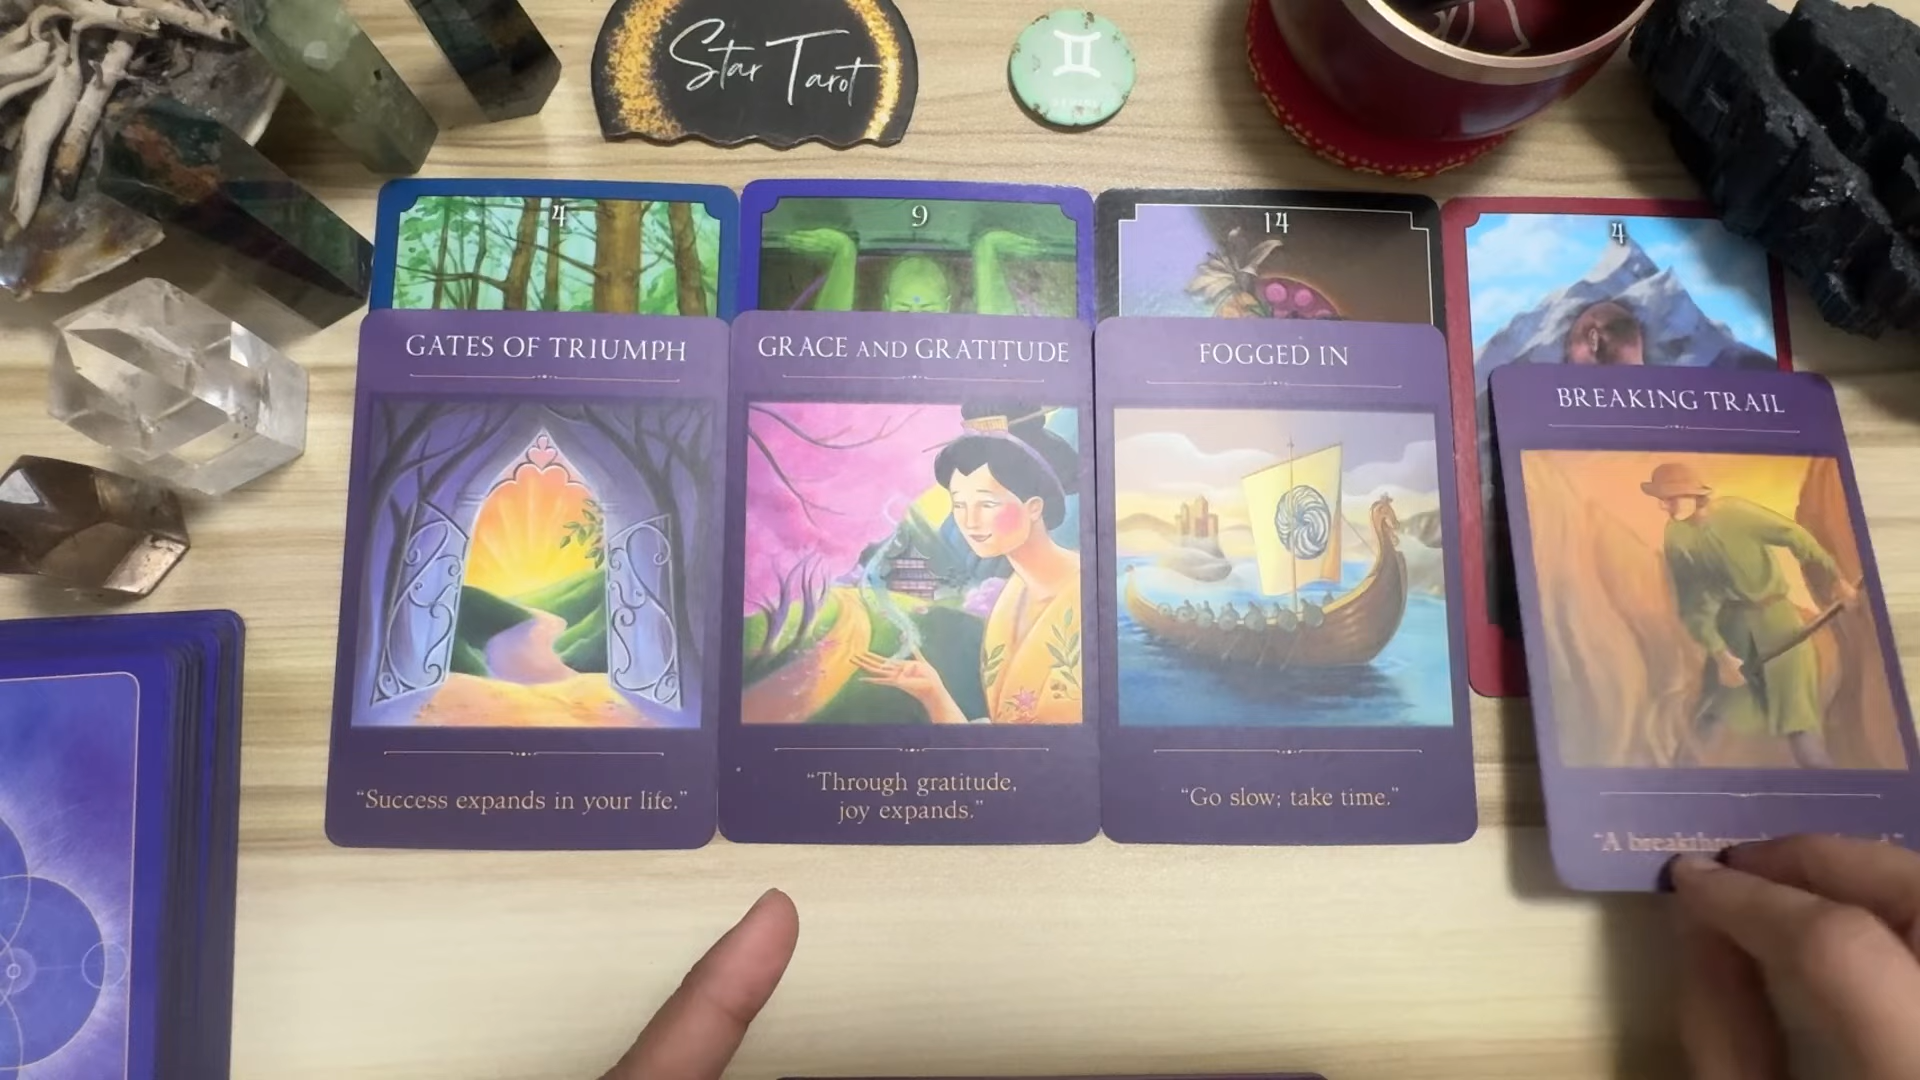 Star Tarot
4
9
14
4
GATES OF TRIUMPH
GRACE AND GRATITUDE
FOGGED IN
BREAKING TRAIL
"Success expands in your life."
"Through gratitude,
joy expands."
"Go slow; take time."
"A